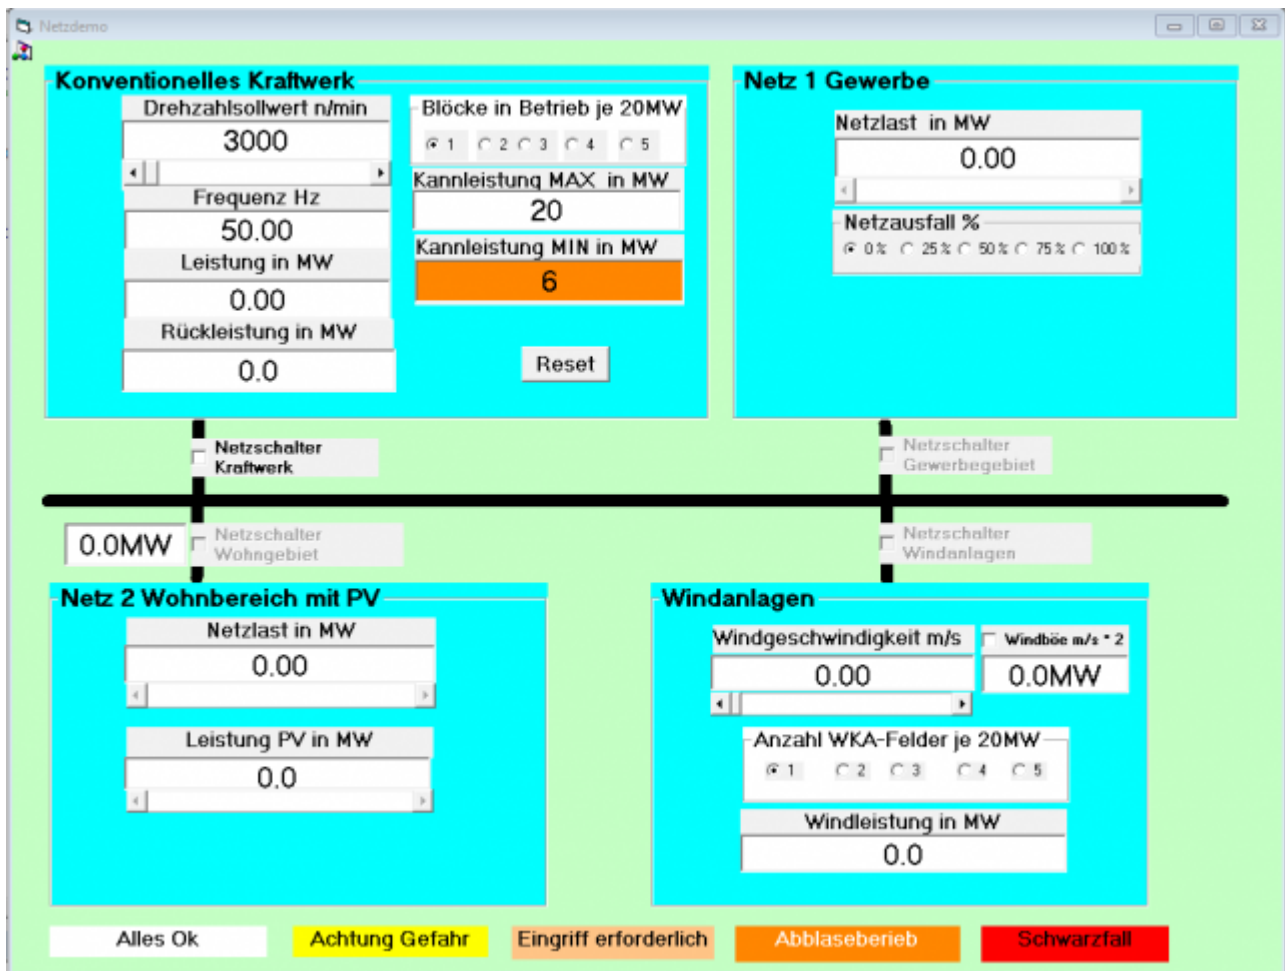 Netzdemo
Konventionelles Kraftwerk
Drehzahlsollwert n/min
3000
Frequenz Hz
50.00
Leistung in MW
0.00
Rückleistung in MW
0.0
Blöcke in Betrieb je 20MW
1 2 3 4 5
Kannleistung MAX in MW
20
Kannleistung MIN in MW
6
Reset
Netz 1 Gewerbe
Netzlast in MW
0.00
Netzausfall %
0 % 25 % 50 % 75 % 100 %
Netzschalter
Kraftwerk
Netzschalter
Gewerbegebiet
0.0MW
Netzschalter
Wohngebiet
Netzschalter
Windanlagen
Netz 2 Wohnbereich mit PV
Netzlast in MW
0.00
Leistung PV in MW
0.0
Windanlagen
Windgeschwindigkeit m/s
0.00
Windböe m/s * 2
0.0MW
Anzahl WKA-Felder je 20MW
1 2 3 4 5
Windleistung in MW
0.0
Alles Ok
Achtung Gefahr
Eingriff erforderlich
Abblaseberieb
Schwarzfall